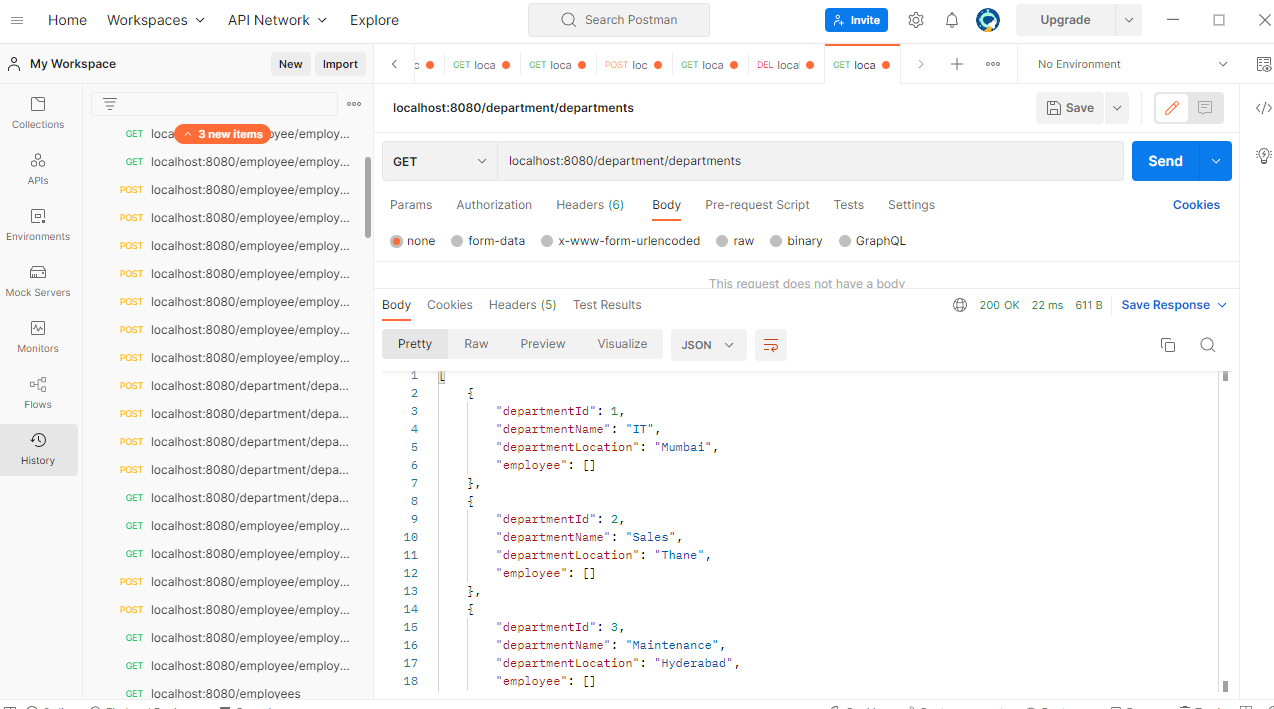 Home Workspaces API Network Explore Search Postman Invite Upgrade
My Workspace New Import
c GET loca GET loca POST loc GET loca DEL local GET loca No Environment
Collections
APIs
Environments
Mock Servers
Monitors
Flows
History
3 new items
GET loca yee/employ...
GET localhost:8080/employee/employ...
POST localhost:8080/employee/employ...
POST localhost:8080/employee/employ...
POST localhost:8080/employee/employ...
POST localhost:8080/employee/employ...
POST localhost:8080/employee/employ...
POST localhost:8080/employee/employ...
POST localhost:8080/employee/employ...
POST localhost:8080/department/depa...
POST localhost:8080/department/depa...
POST localhost:8080/department/depa...
POST localhost:8080/department/depa...
GET localhost:8080/department/depa...
GET localhost:8080/employee/employ...
GET localhost:8080/employee/employ...
POST localhost:8080/employee/employ...
POST localhost:8080/employee/employ...
GET localhost:8080/employee/employ...
GET localhost:8080/employee/employ...
GET localhost:8080/employees
localhost:8080/department/departments Save
GET localhost:8080/department/departments Send
Params Authorization Headers (6) Body Pre-request Script Tests Settings Cookies
none form-data x-www-form-urlencoded raw binary GraphQL
This request does not have a body
Body Cookies Headers (5) Test Results 200 OK 22 ms 611 B Save Response
Pretty Raw Preview Visualize JSON
1 [
2 {
3 "departmentId": 1,
4 "departmentName": "IT",
5 "departmentLocation": "Mumbai",
6 "employee": []
7 },
8 {
9 "departmentId": 2,
10 "departmentName": "Sales",
11 "departmentLocation": "Thane",
12 "employee": []
13 },
14 {
15 "departmentId": 3,
16 "departmentName": "Maintenance",
17 "departmentLocation": "Hyderabad",
18 "employee": []